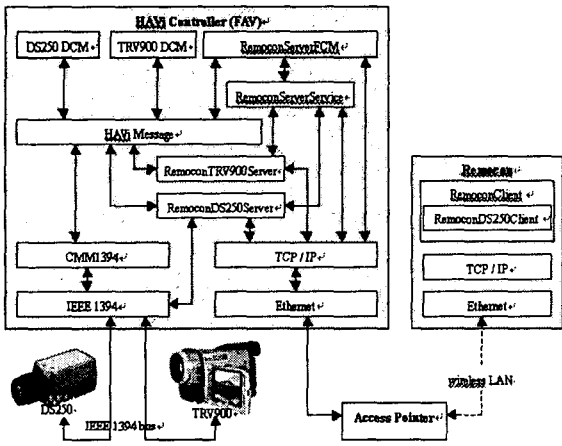 HAVi Controller (FAV)
DS250 DCM
TRV900 DCM
RemoconServerFCM
RemoconServerService
HAVi Message
RemoconTRV900Server
RemoconDS250Server
CMM1394
TCP / IP
IEEE 1394
Ethernet
Remocon
RemoconClient
RemoconDS250Client
TCP / IP
Ethernet
DS250
IEEE 1394 bus
TRV900
wireless LAN
Access Pointer